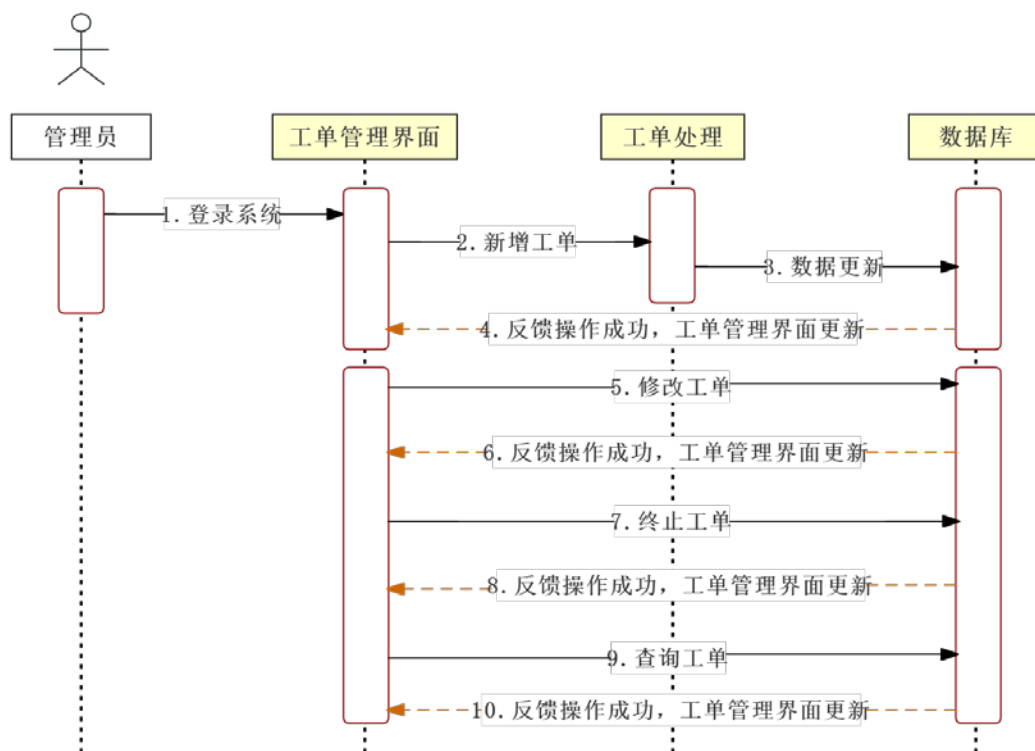 管理员
工单管理界面
工单处理
数据库
1.登录系统
2.新增工单
3.数据更新
4.反馈操作成功，工单管理界面更新
5.修改工单
6.反馈操作成功，工单管理界面更新
7.终止工单
8.反馈操作成功，工单管理界面更新
9.查询工单
10.反馈操作成功，工单管理界面更新